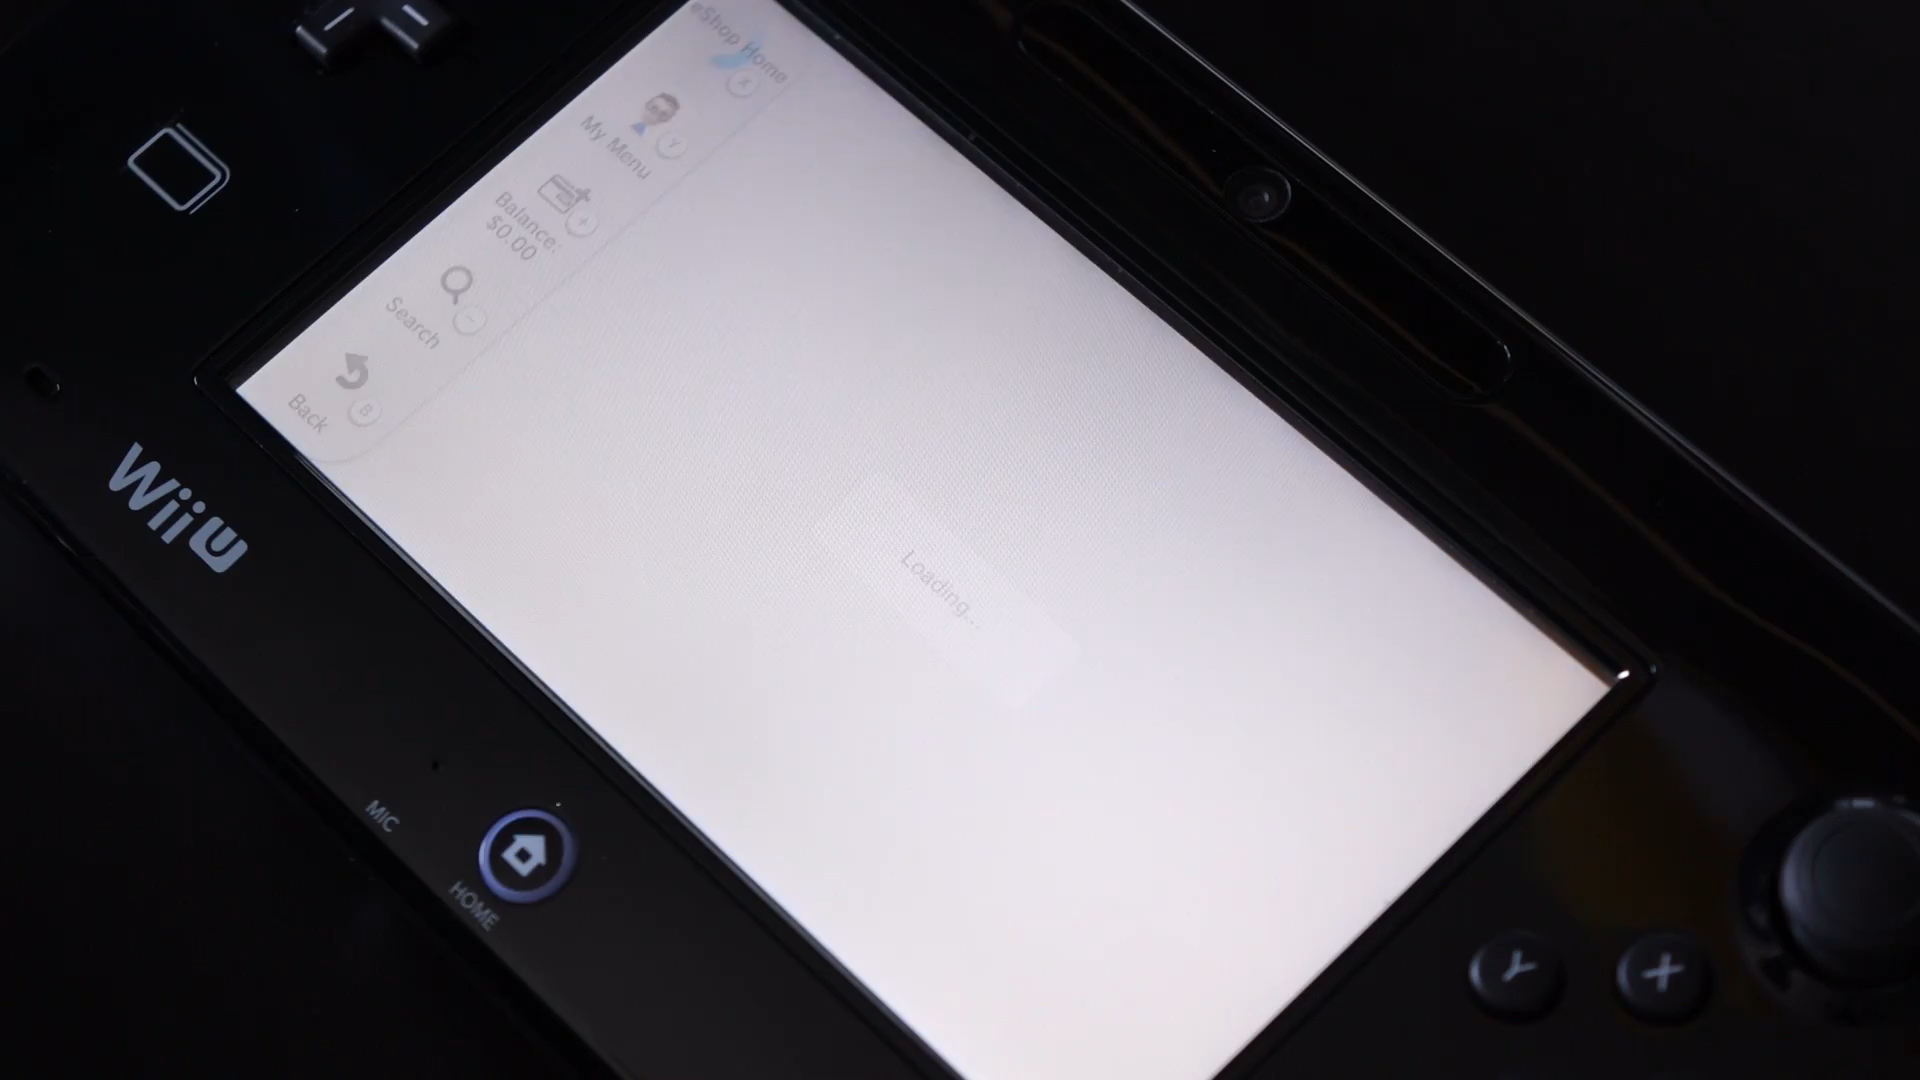 eShop Home
X
My Menu
Y
Balance:
$0.00
+
Search
−
Back
B
Loading...
Wii U
MIC
HOME
Y
X